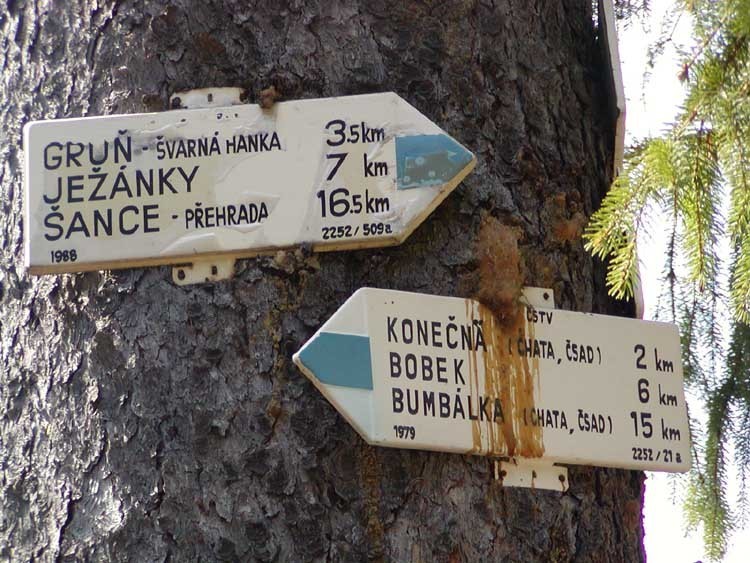 GRUŇ - ŠVARNÁ HANKA 3.5 km
JEŽÁNKY 7 km
ŠANCE - PŘEHRADA 16.5 km
1988 2252/509a
ČSTV
KONEČNÁ (CHATA, ČSAD) 2 km
BOBEK 6 km
BUMBÁLKA (CHATA, ČSAD) 15 km
1979 2252/21a